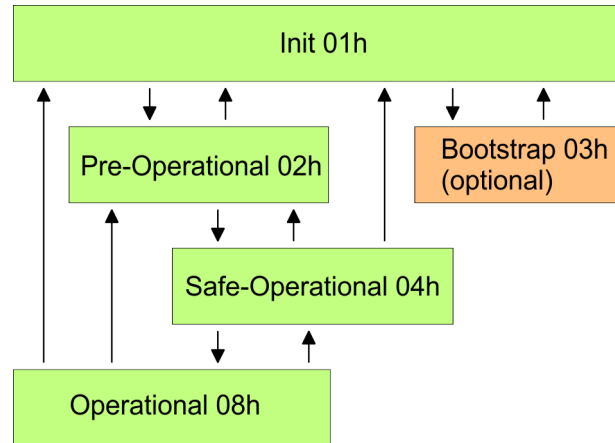 Init 01h
Pre-Operational 02h
Bootstrap 03h
(optional)
Safe-Operational 04h
Operational 08h